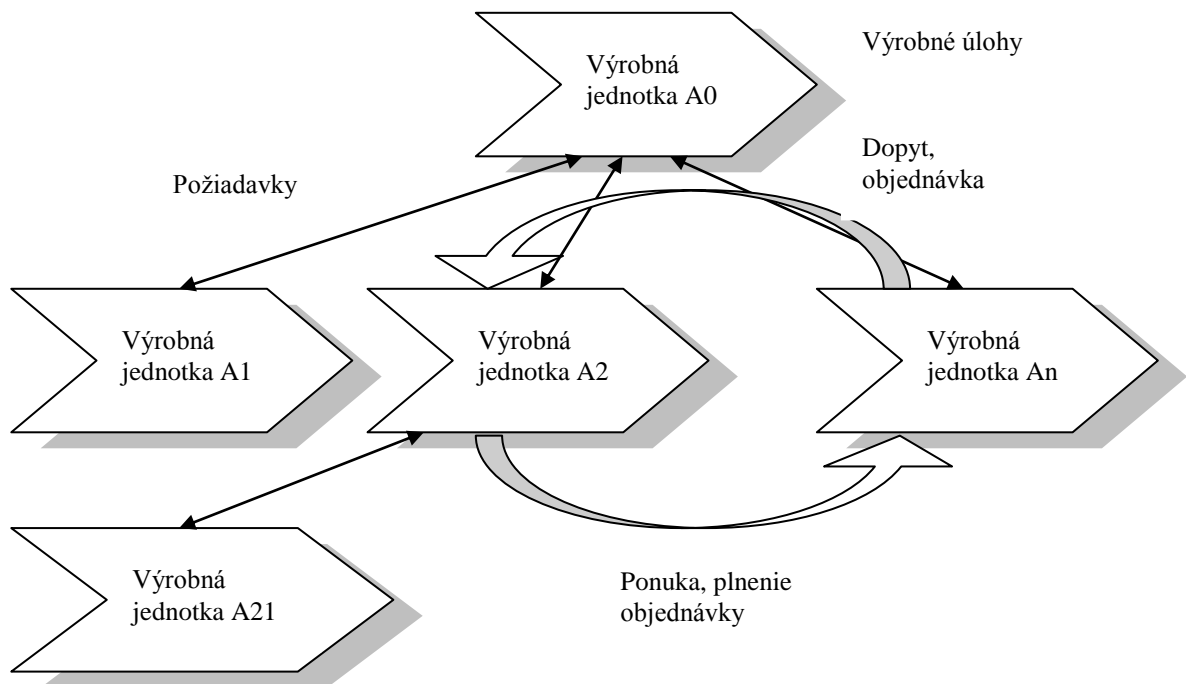 Výrobná
jednotka A0
Výrobné úlohy
Dopyt,
objednávka
Požiadavky
Výrobná
jednotka A1
Výrobná
jednotka A2
Výrobná
jednotka An
Výrobná
jednotka A21
Ponuka, plnenie
objednávky